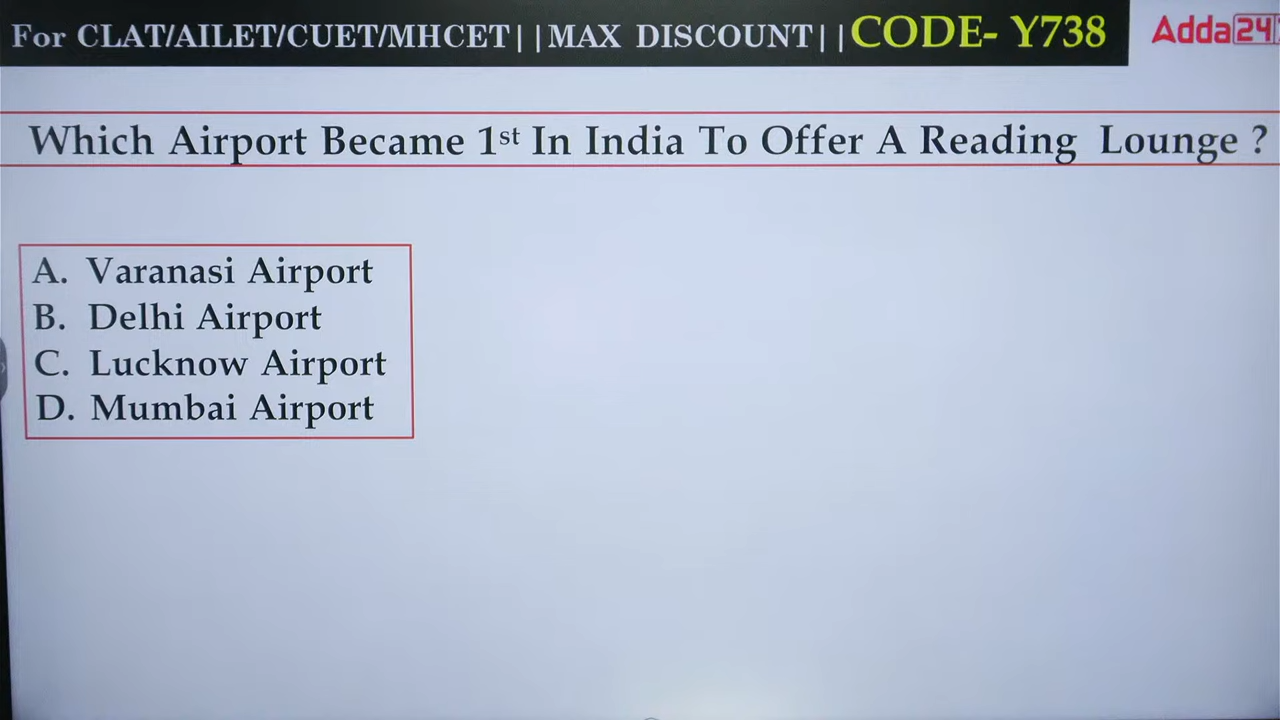 For CLAT/AILET/CUET/MHCET||MAX DISCOUNT||CODE- Y738
Adda24
Which Airport Became 1st In India To Offer A Reading Lounge ?
A. Varanasi Airport
B. Delhi Airport
C. Lucknow Airport
D. Mumbai Airport